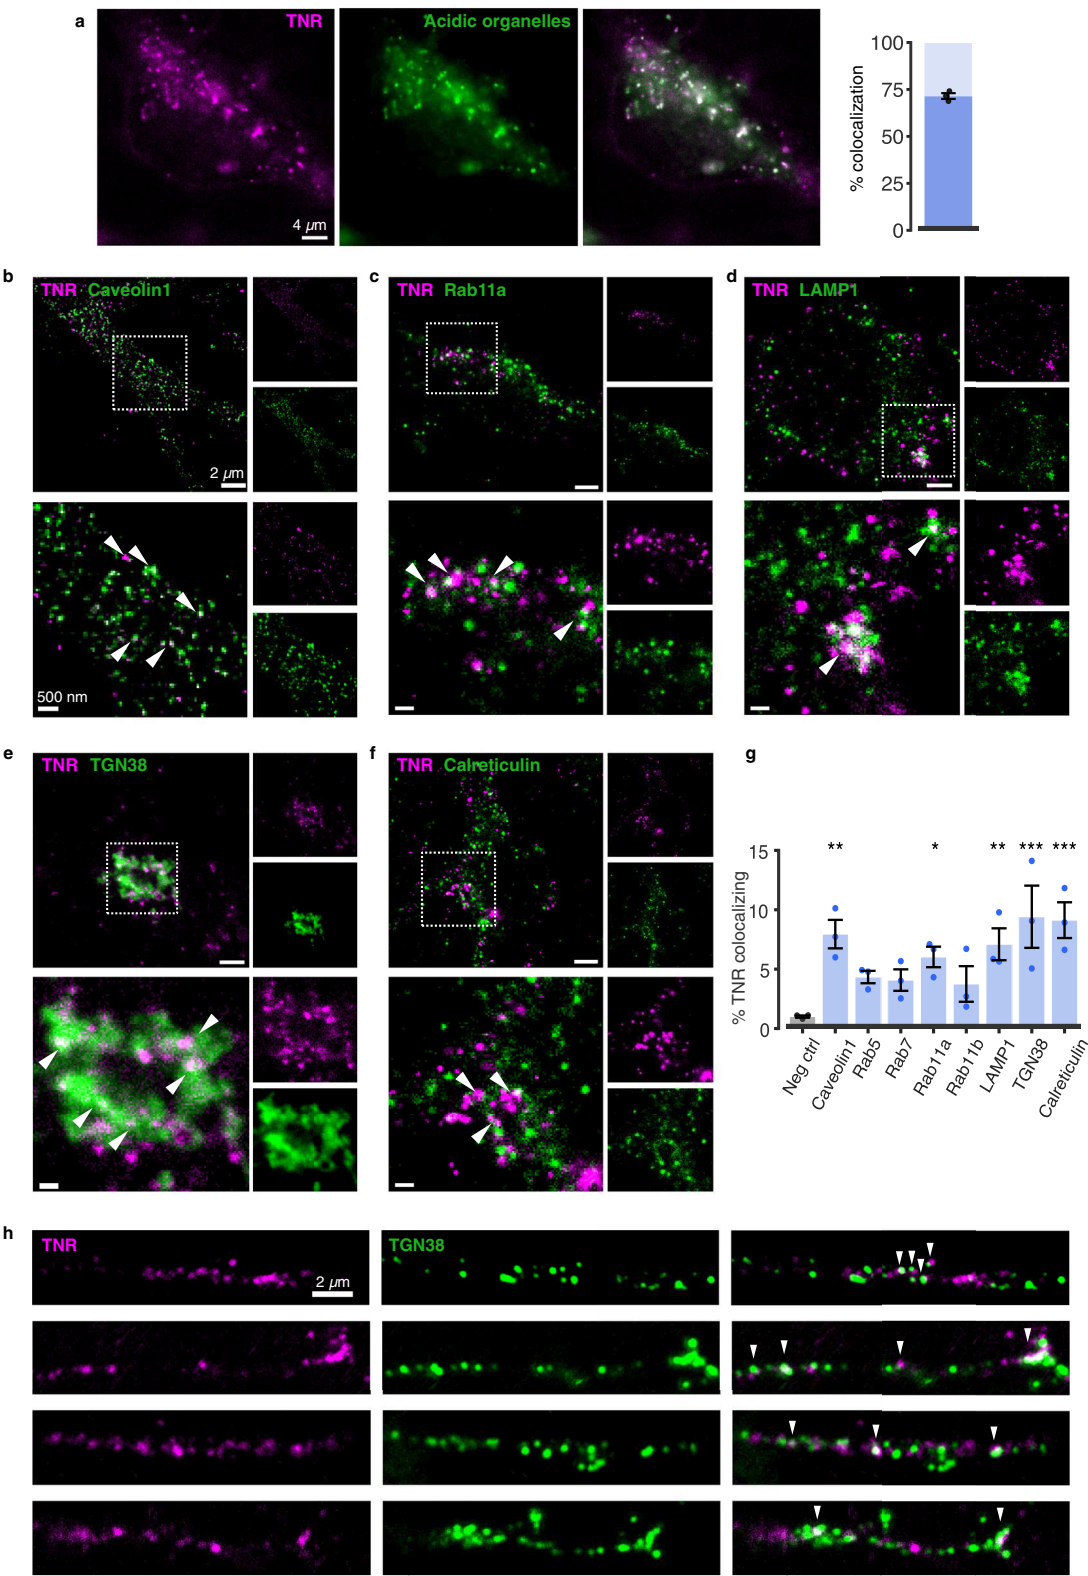 a
TNR
Acidic organelles
4 µm
% colocalization
100
75
50
25
0
b
TNR Caveolin1
2 µm
500 nm
c
TNR Rab11a
d
TNR LAMP1
e
TNR TGN38
f
TNR Calreticulin
g
% TNR colocalizing
15
10
5
0
** * ** *** ***
Neg ctrl
Caveolin1
Rab5
Rab7
Rab11a
Rab11b
LAMP1
TGN38
Calreticulin
h
TNR
2 µm
TGN38